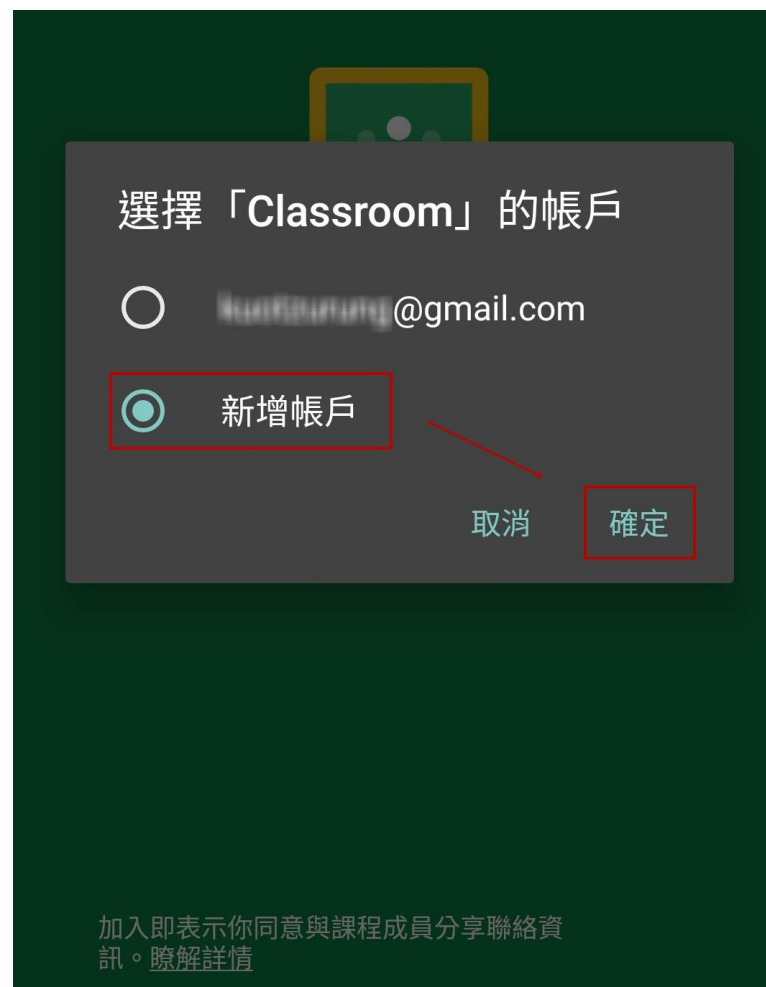 選擇「Classroom」的帳戶
@gmail.com
新增帳戶
取消
確定
加入即表示你同意與課程成員分享聯絡資
訊。瞭解詳情